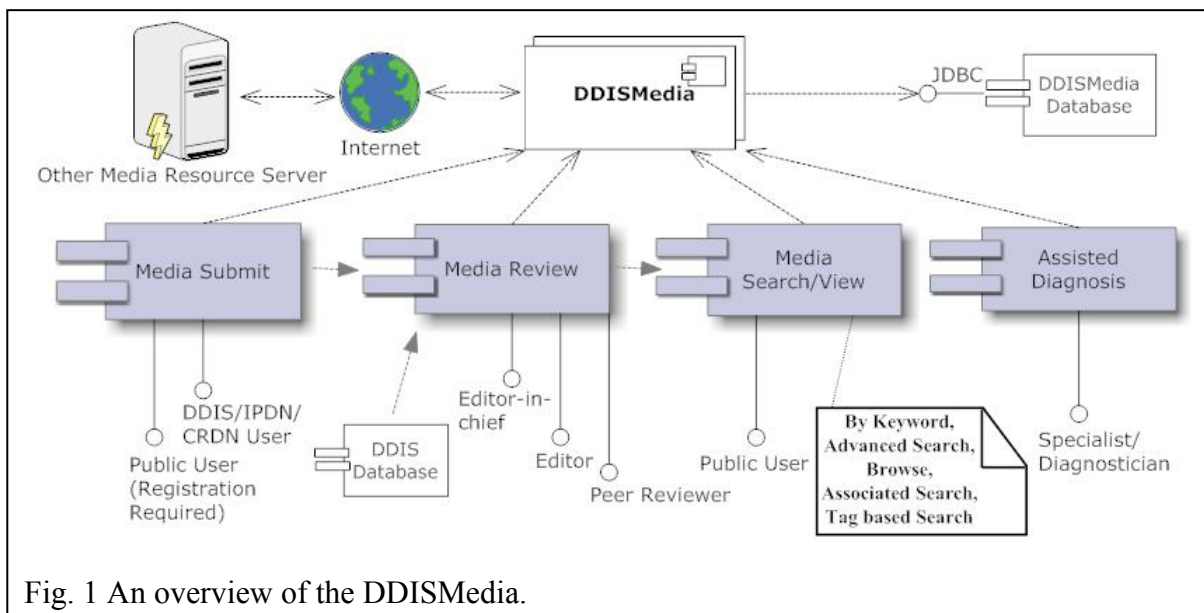 DDISMedia
JDBC
DDISMedia
Database
Internet
Other Media Resource Server
Media Submit
Media Review
Media
Search/View
Assisted
Diagnosis
DDIS/IPDN/
CRDN User
Public User
(Registration
Required)
DDIS
Database
Editor-in-
chief
Editor
Peer Reviewer
Public User
By Keyword,
Advanced Search,
Browse,
Associated Search,
Tag based Search
Specialist/
Diagnostician
Fig. 1 An overview of the DDISMedia.